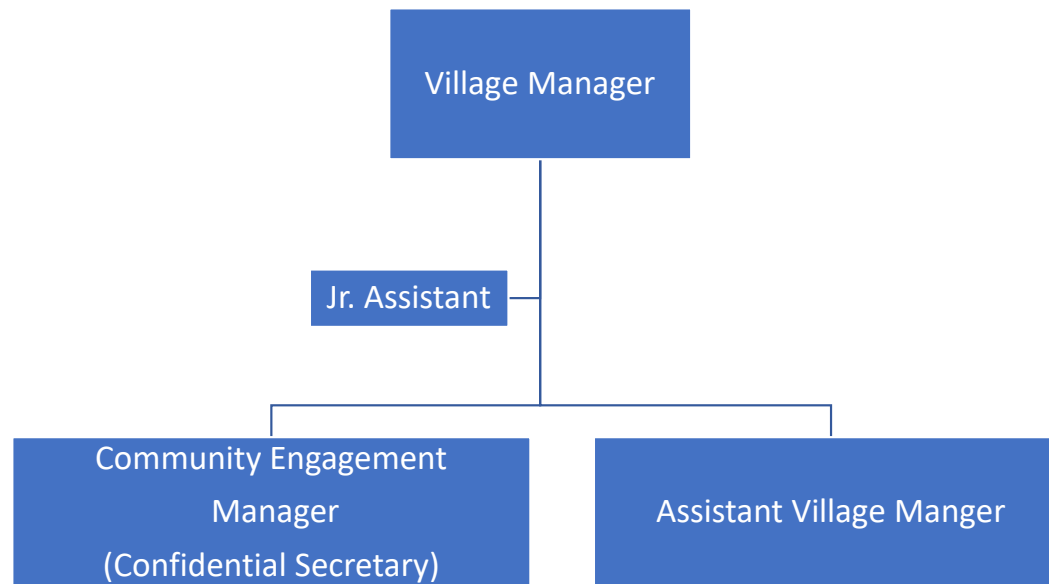 Village Manager
Jr. Assistant
Community Engagement
Manager
(Confidential Secretary)
Assistant Village Manger